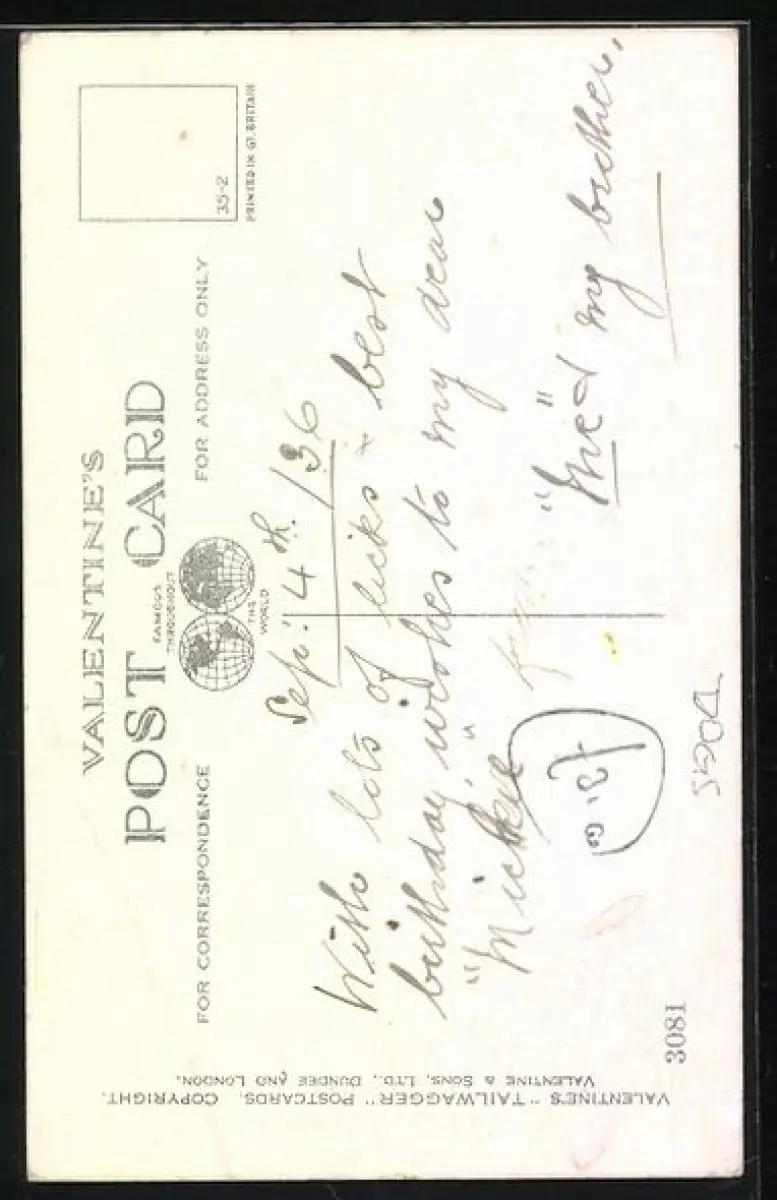 VALENTINE'S
POST CARD
FAMOUS
THROUGHOUT
THE
WORLD
FOR CORRESPONDENCE
FOR ADDRESS ONLY
35-2
PRINTED IN GT. BRITAIN
Sep: 4th /36
With lots of licks & best
birthday wishes to my dear
"Mickie" from
"Me" & my brother,
DOGS
3081
VALENTINE'S "TAILWAGGER" POSTCARDS. COPYRIGHT.
VALENTINE & SONS, LTD., DUNDEE AND LONDON.